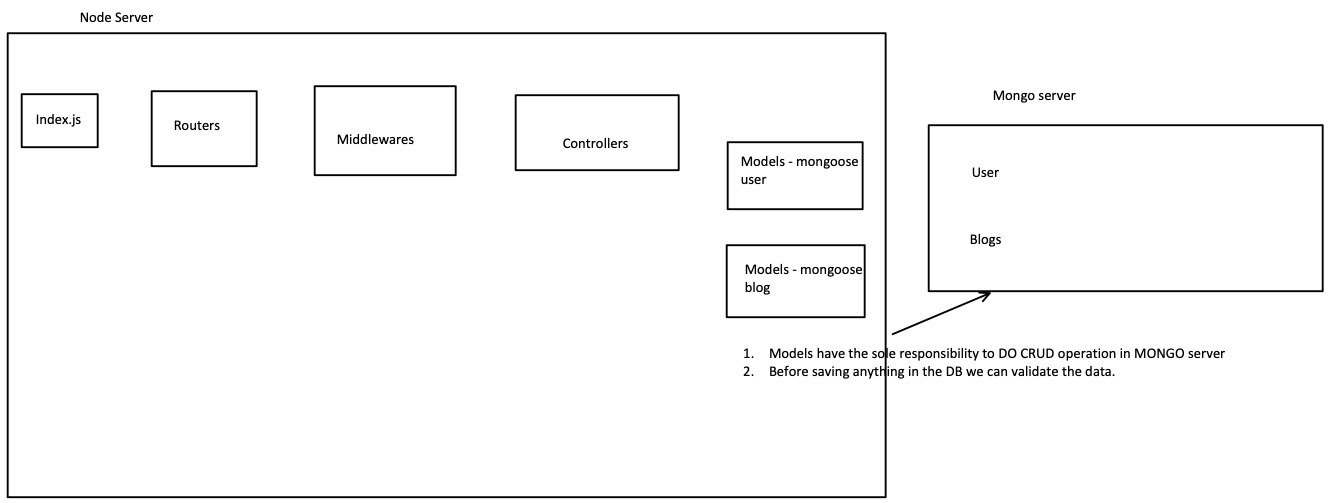 Node Server
Mongo server
Index.js
Routers
Middlewares
Controllers
Models - mongoose
user
Models - mongoose
blog
User
Blogs
1. Models have the sole responsibility to DO CRUD operation in MONGO server
2. Before saving anything in the DB we can validate the data.